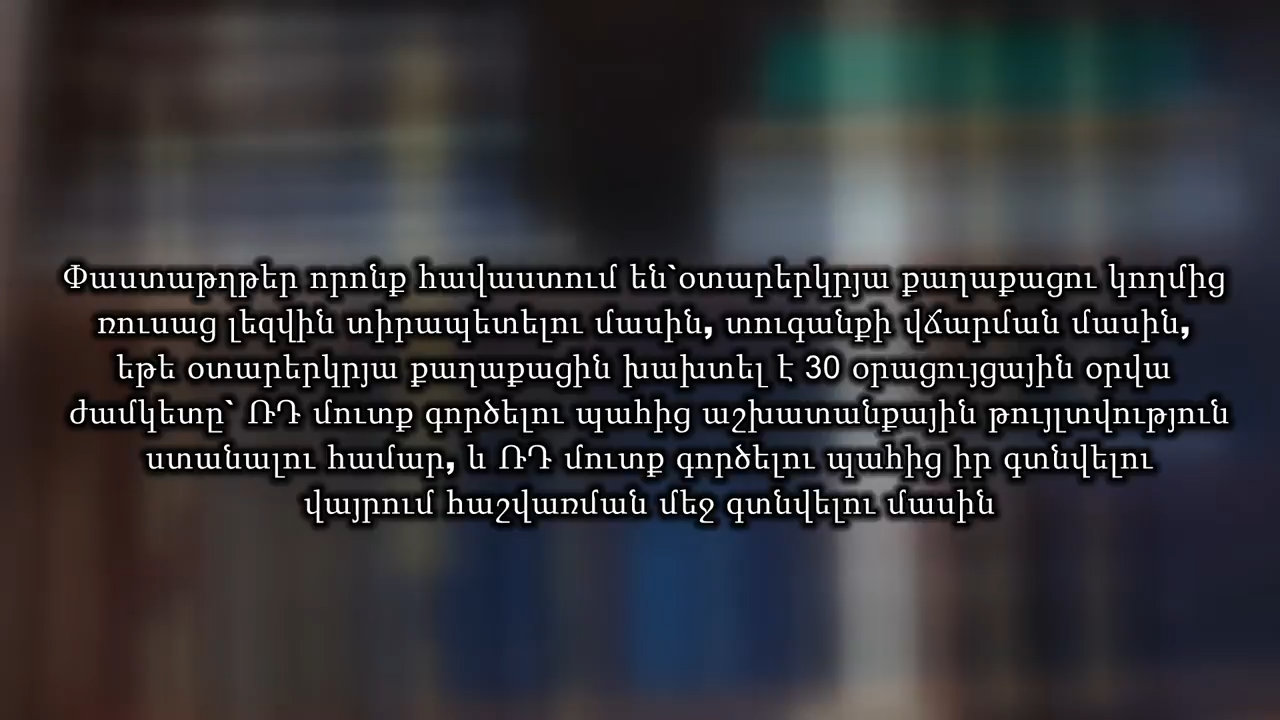 Փաստաթղթեր որոնք հավաստում են՝օտարերկրյա քաղաքացու կողմից
ռուսաց լեզվին տիրապետելու մասին, տուգանքի վճարման մասին,
եթե օտարերկրյա քաղաքացին խախտել է 30 օրացույցային օրվա
ժամկետը՝ ՌԴ մուտք գործելու պահից աշխատանքային թույլտվություն
ստանալու համար, և ՌԴ մուտք գործելու պահից իր գտնվելու
վայրում հաշվառման մեջ գտնվելու մասին